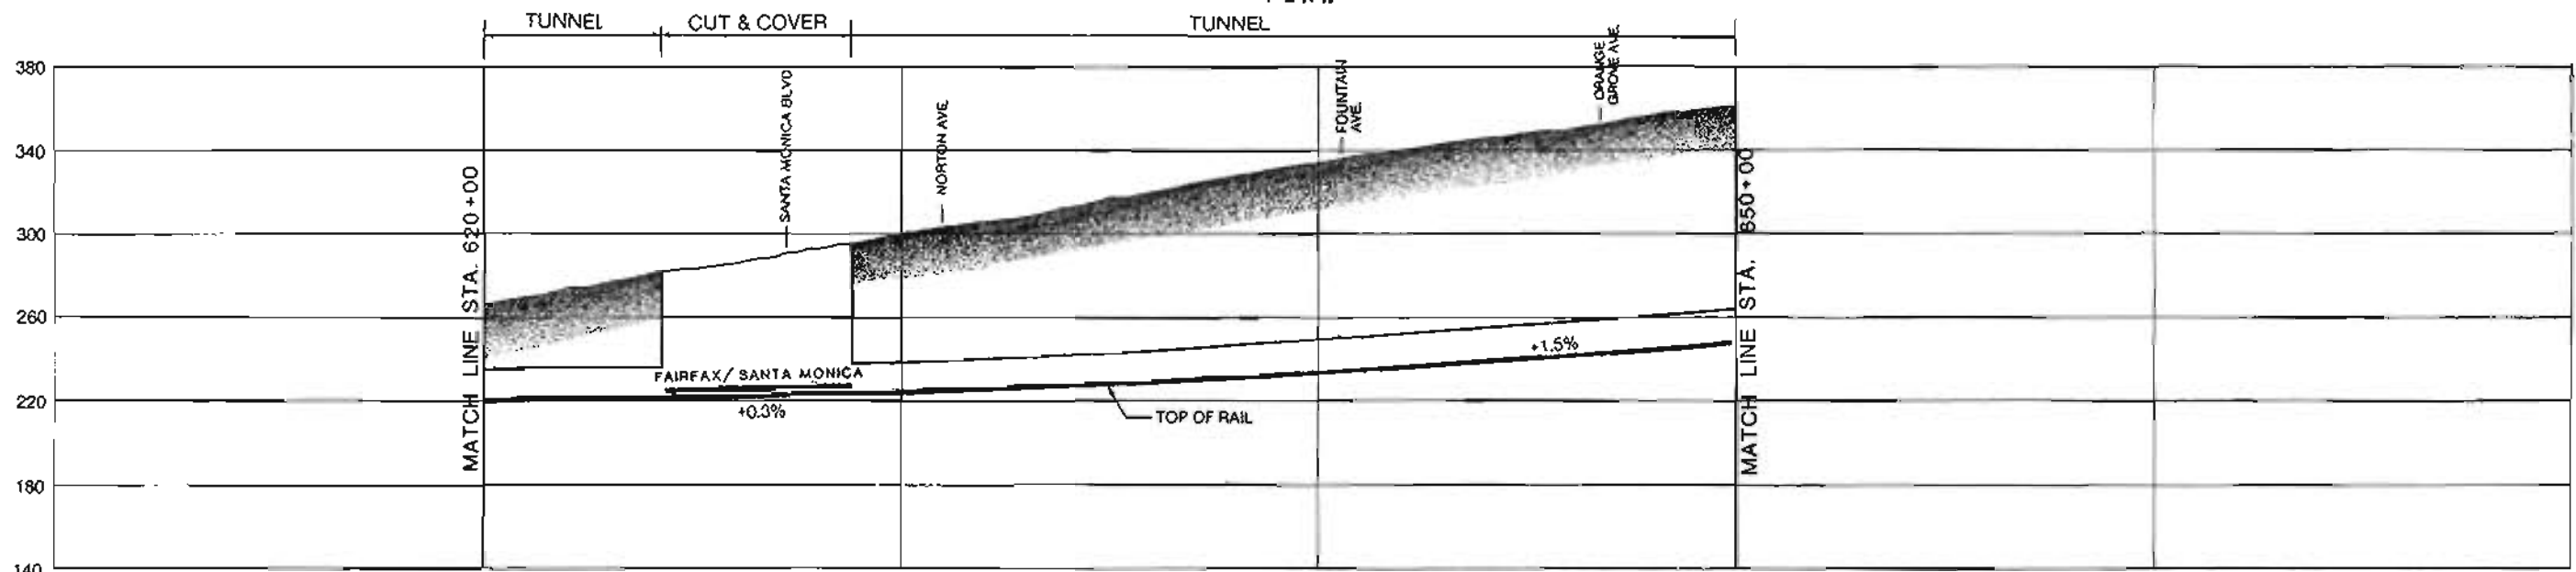 TUNNEL
CUT & COVER
TUNNEL
380
340
300
260
220
180
140
MATCH LINE STA. 620+00
SANTA MONICA BLVD
NORTON AVE.
FOUNTAIN
AVE.
ORANGE
GROVE AVE.
MATCH LINE STA. 850+00
FAIRFAX/ SANTA MONICA
+0.3%
TOP OF RAIL
+1.5%